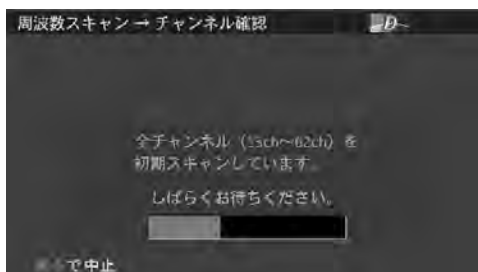 周波数スキャン → チャンネル確認
D
全チャンネル（13ch～62ch）を
初期スキャンしています。
しばらくお待ちください。
で中止